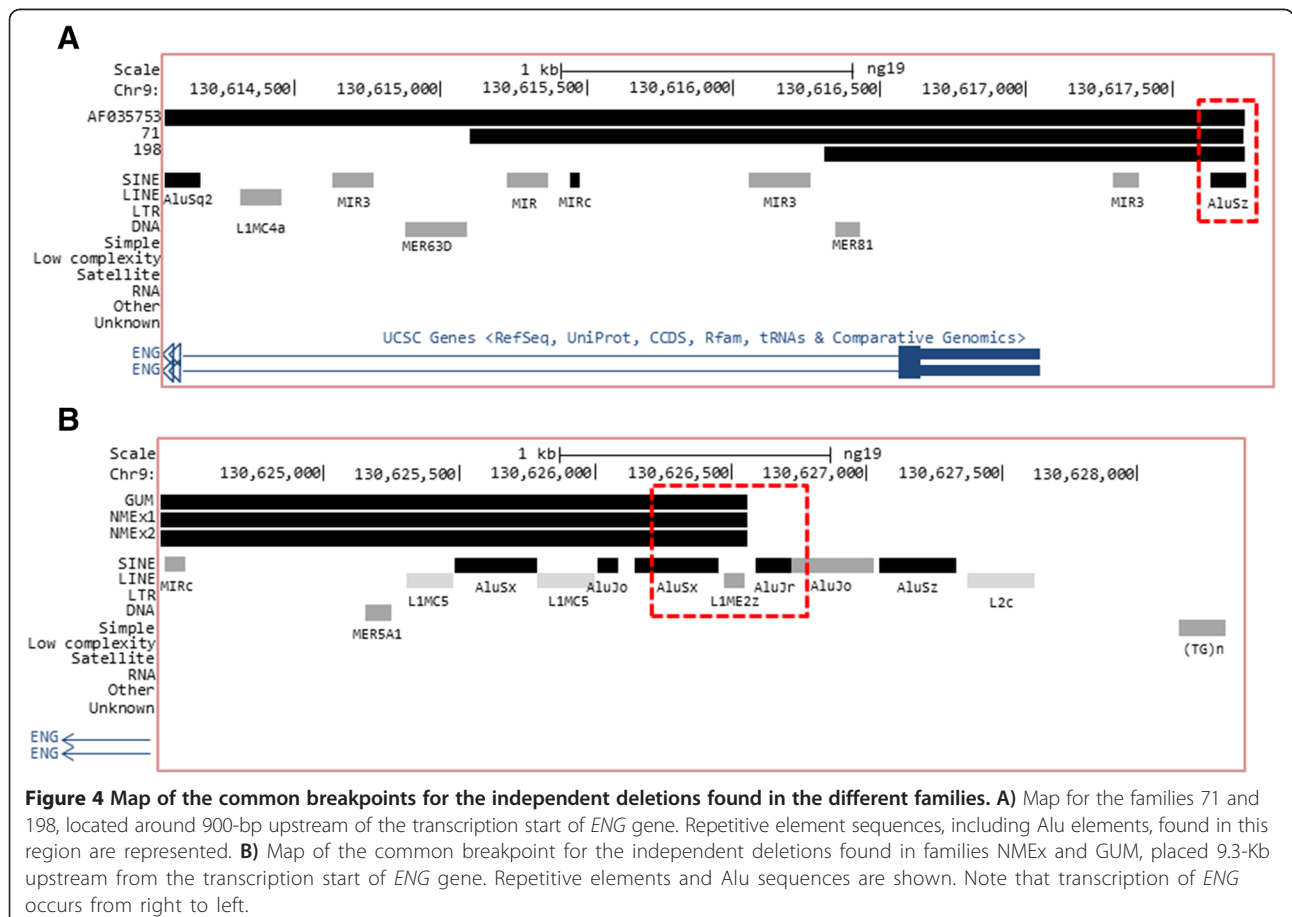 A
Scale 1 kb ng19
Chr9: 130,614,500 130,615,000 130,615,500 130,616,000 130,616,500 130,617,000 130,617,500
AF035753
71
198
SINE
AluSq2 MIR3 MIR MIRc MIR3 MIR3 AluSz
LINE
L1MC4a
LTR
DNA
MER63D MER81
Simple
Low complexity
Satellite
RNA
Other
Unknown
UCSC Genes <RefSeq, UniProt, CCDS, Rfam, tRNAs & Comparative Genomics>
ENG
ENG
B
Scale 1 kb ng19
Chr9: 130,625,000 130,625,500 130,626,000 130,626,500 130,627,000 130,627,500 130,628,000
GUM
NMEx1
NMEx2
SINE
MIRc AluSx AluJo AluSx AluJr AluJo AluSz
LINE
L1MC5 L1MC5 L1ME2z L2c
LTR
DNA
MER5A1
Simple
(TG)n
Low complexity
Satellite
RNA
Other
Unknown
ENG
ENG
Figure 4 Map of the common breakpoints for the independent deletions found in the different families. A) Map for the families 71 and
198, located around 900-bp upstream of the transcription start of ENG gene. Repetitive element sequences, including Alu elements, found in this
region are represented. B) Map of the common breakpoint for the independent deletions found in families NMEx and GUM, placed 9.3-Kb
upstream from the transcription start of ENG gene. Repetitive elements and Alu sequences are shown. Note that transcription of ENG
occurs from right to left.